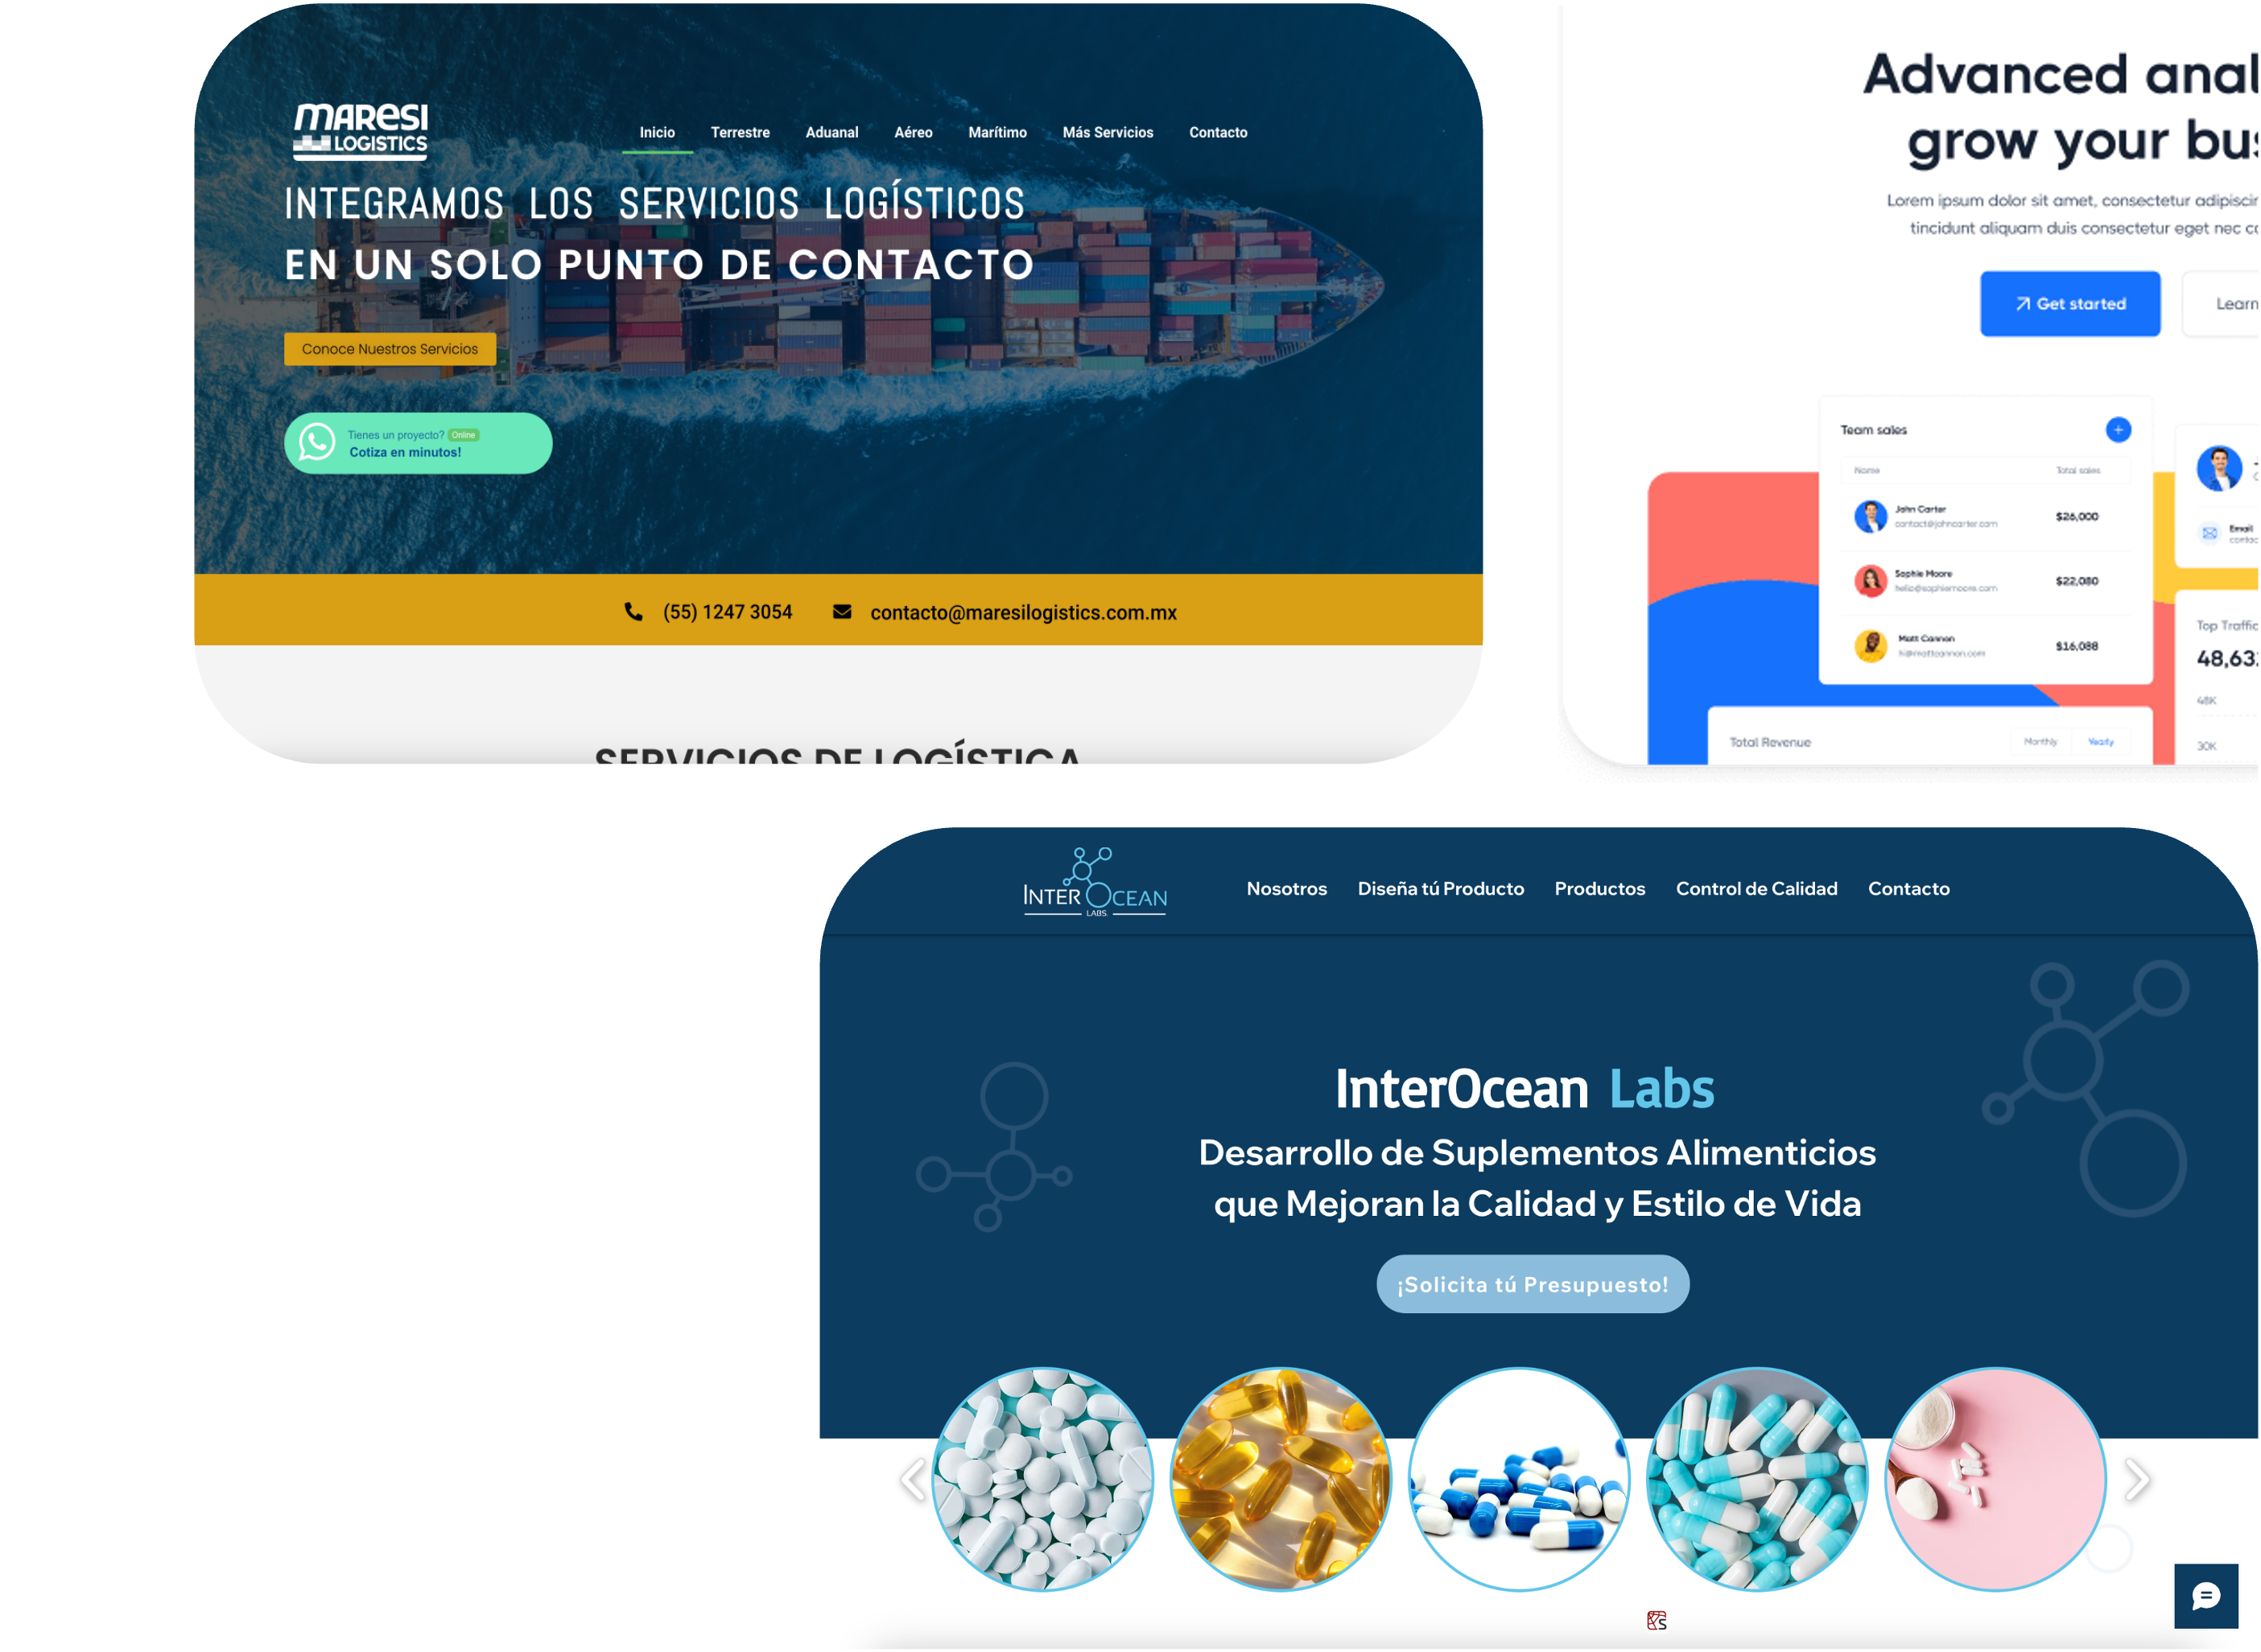 MARESI
LOGISTICS
Inicio Terrestre Aduanal Aéreo Marítimo Más Servicios Contacto
INTEGRAMOS LOS SERVICIOS LOGÍSTICOS
EN UN SOLO PUNTO DE CONTACTO
Conoce Nuestros Servicios
Tienes un proyecto? Online
Cotiza en minutos!
(55) 1247 3054 contacto@maresilogistics.com.mx
SERVICIOS DE LOGÍSTICA
Advanced anal
grow your bus
Lorem ipsum dolor sit amet, consectetur adipiscin
tincidunt aliquam duis consectetur eget nec co
Get started Learn
Team sales
Name Total sales
John Carter $26,000
contact@johncarter.com
Sophie Moore $22,080
hello@sophiemoore.com
Matt Cannon $16,088
hi@mattcannon.com
Email
contac
Top Traffic
48,63
48K
30K
Total Revenue Monthly Yearly
INTER OCEAN
LABS.
Nosotros Diseña tú Producto Productos Control de Calidad Contacto
InterOcean Labs
Desarrollo de Suplementos Alimenticios
que Mejoran la Calidad y Estilo de Vida
¡Solicita tú Presupuesto!